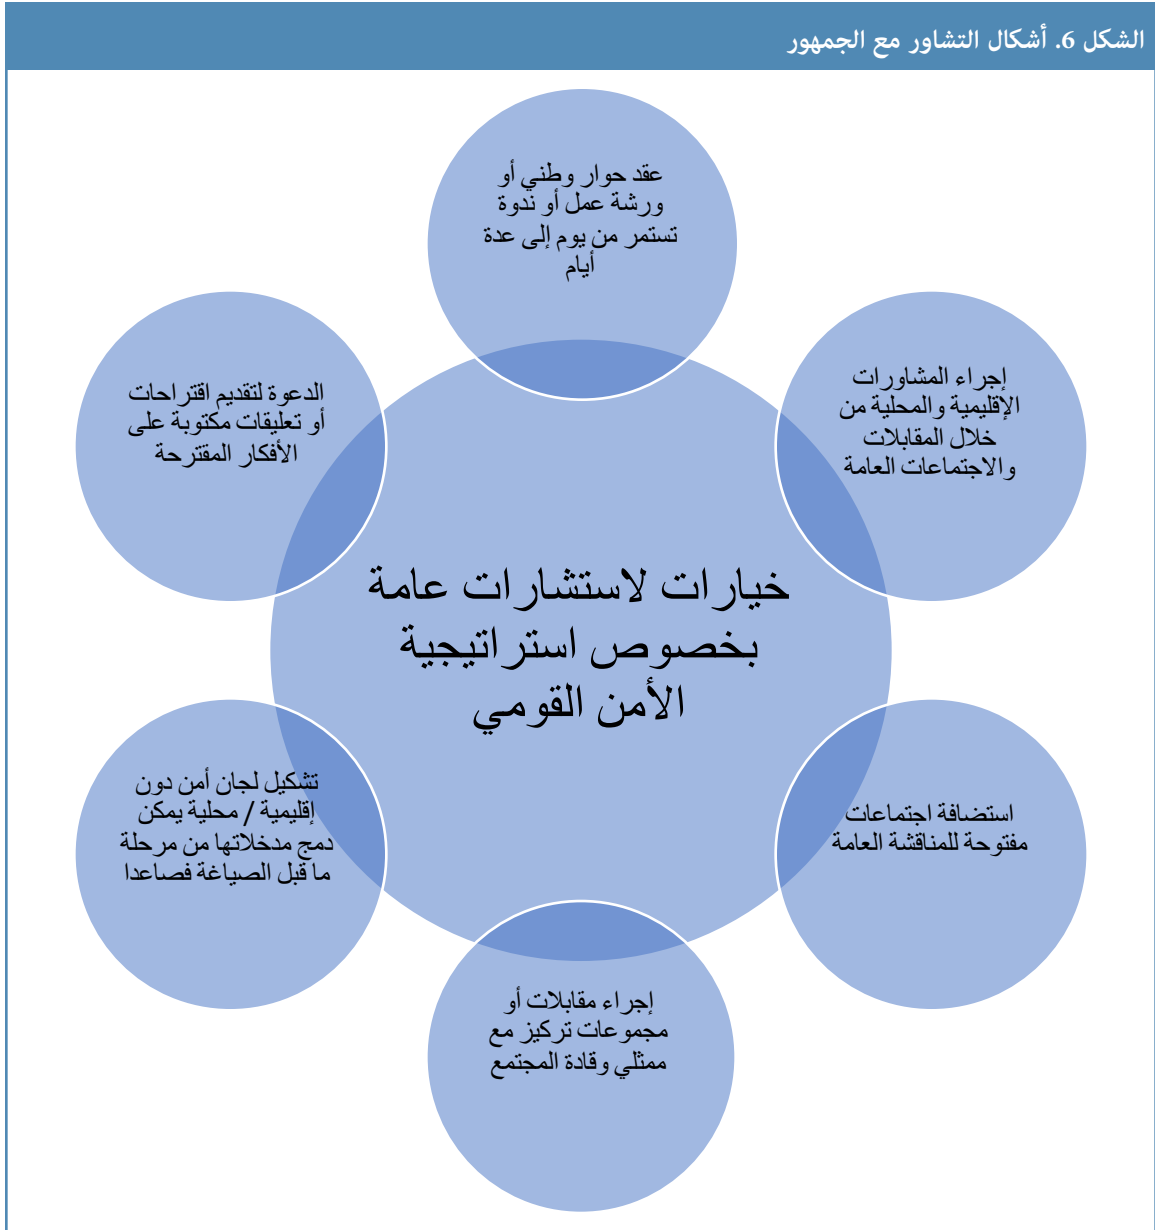 الشكل 6. أشكال التشاور مع الجمهور
عقد حوار وطني أو
ورشة عمل أو ندوة
تستمر من يوم إلى عدة
أيام
إجراء المشاورات
الإقليمية والمحلية من
خلال المقابلات
والاجتماعات العامة
استضافة اجتماعات
مفتوحة للمناقشة العامة
إجراء مقابلات أو
مجموعات تركيز مع
ممثلي وقادة المجتمع
تشكيل لجان أمن دون
إقليمية / محلية يمكن
دمج مدخلاتها من مرحلة
ما قبل الصياغة فصاعدا
الدعوة لتقديم اقتراحات
أو تعليقات مكتوبة على
الأفكار المقترحة
خيارات لاستشارات عامة
بخصوص استراتيجية
الأمن القومي